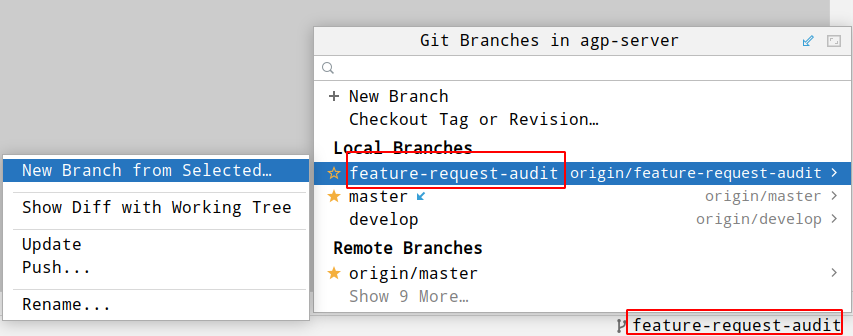 Git Branches in agp-server
+ New Branch
Checkout Tag or Revision…
Local Branches
feature-request-audit origin/feature-request-audit >
master origin/master >
develop origin/develop >
Remote Branches
origin/master >
Show 9 More…
New Branch from Selected…
Show Diff with Working Tree
Update
Push...
Rename...
feature-request-audit